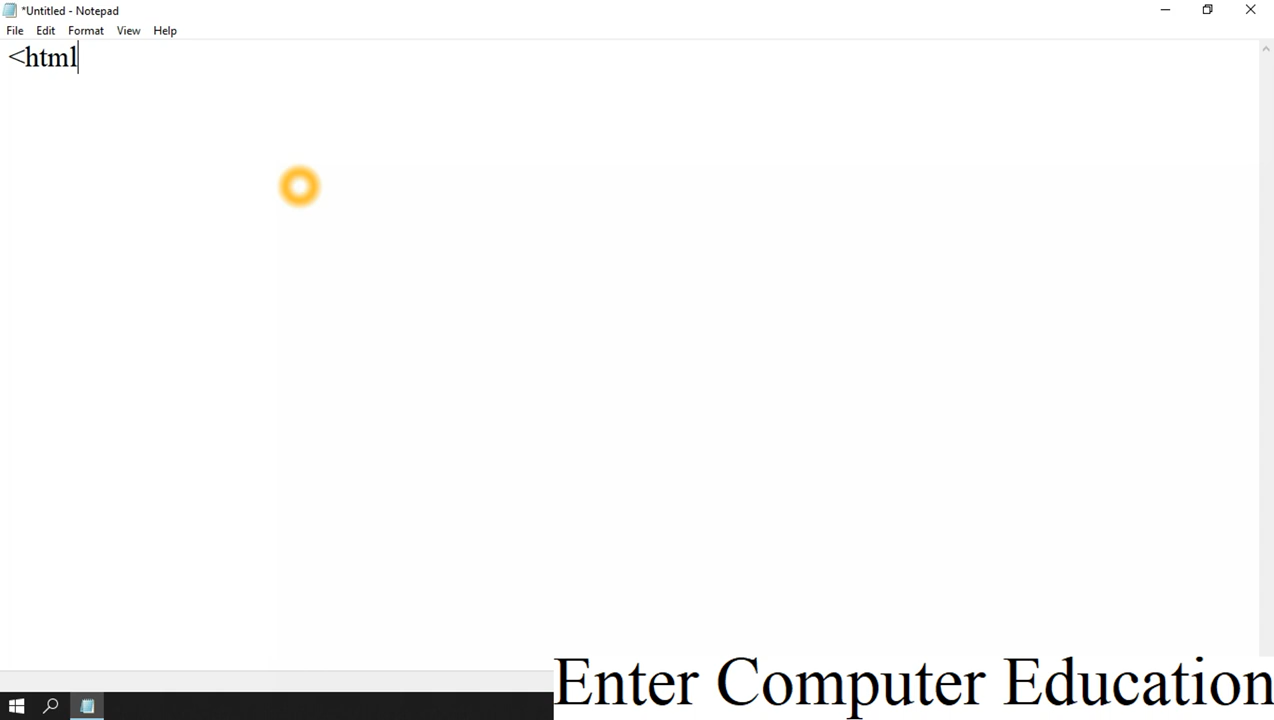 *Untitled - Notepad
File Edit Format View Help
<html
Enter Computer Education